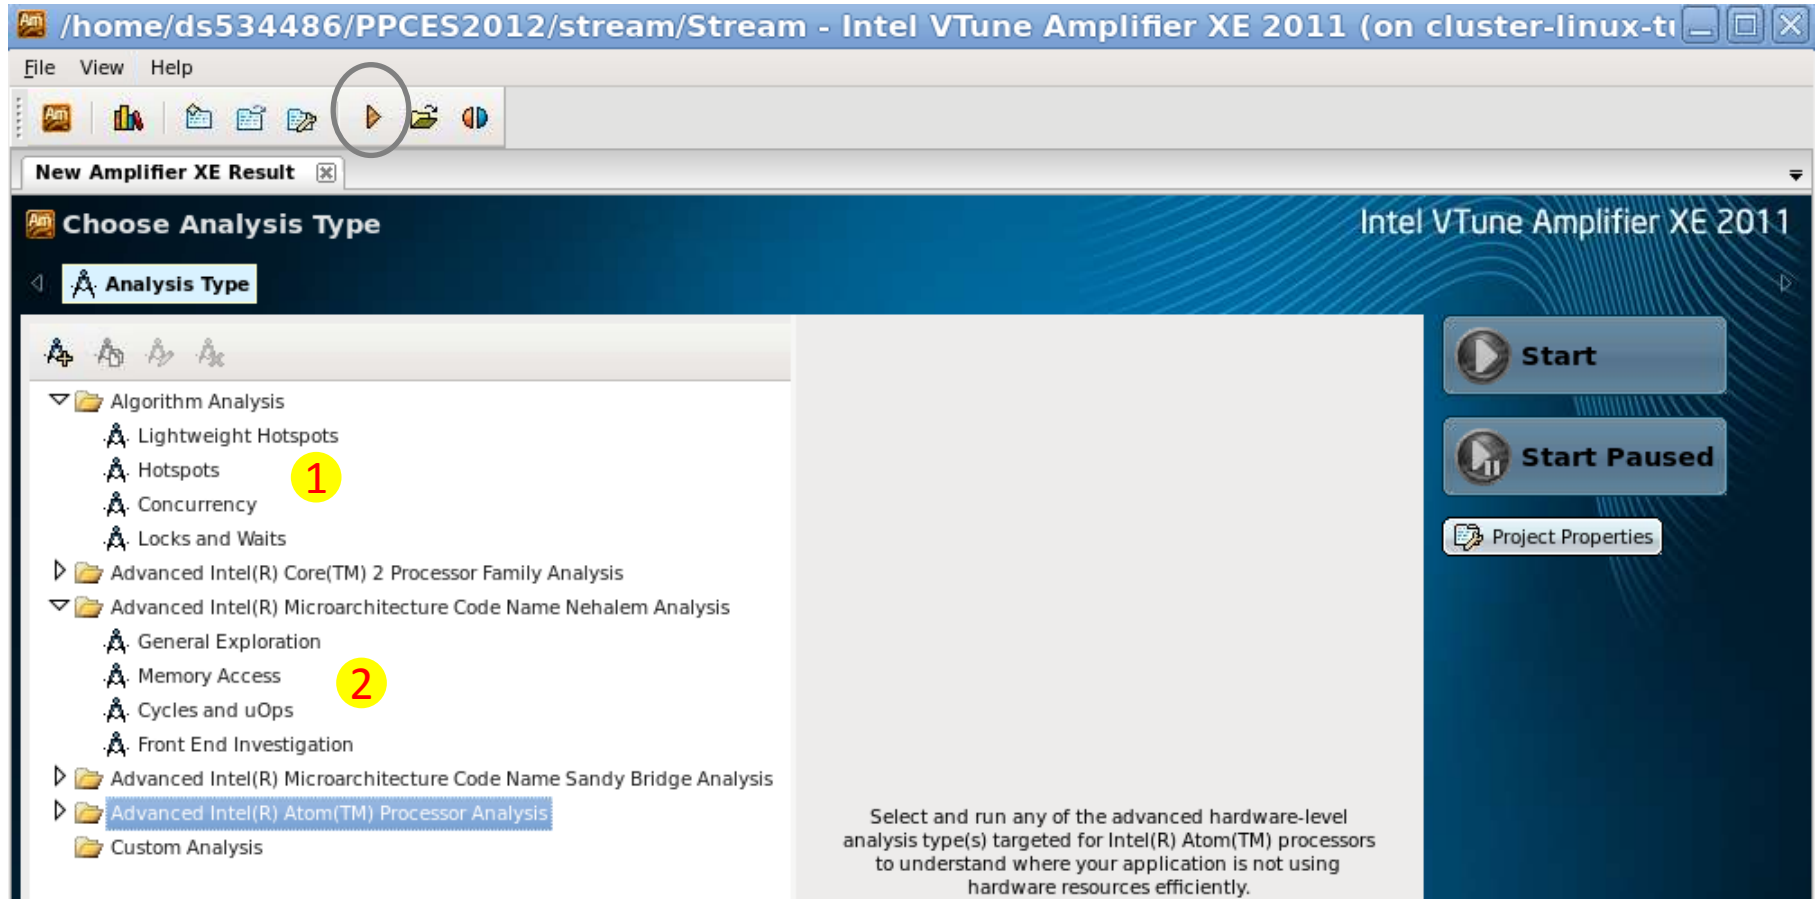 /home/ds534486/PPCES2012/stream/Stream - Intel VTune Amplifier XE 2011 (on cluster-linux-tu
File View Help
New Amplifier XE Result
Choose Analysis Type
Intel VTune Amplifier XE 2011
Analysis Type
Start
Algorithm Analysis
Lightweight Hotspots
Hotspots
1
Concurrency
Start Paused
Locks and Waits
Project Properties
Advanced Intel(R) Core(TM) 2 Processor Family Analysis
Advanced Intel(R) Microarchitecture Code Name Nehalem Analysis
General Exploration
Memory Access
2
Cycles and uOps
Front End Investigation
Advanced Intel(R) Microarchitecture Code Name Sandy Bridge Analysis
Advanced Intel(R) Atom(TM) Processor Analysis
Custom Analysis
Select and run any of the advanced hardware-level
analysis type(s) targeted for Intel(R) Atom(TM) processors
to understand where your application is not using
hardware resources efficiently.